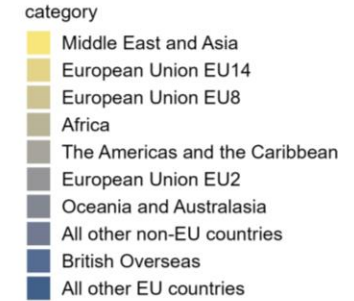 category
Middle East and Asia
European Union EU14
European Union EU8
Africa
The Americas and the Caribbean
European Union EU2
Oceania and Australasia
All other non-EU countries
British Overseas
All other EU countries